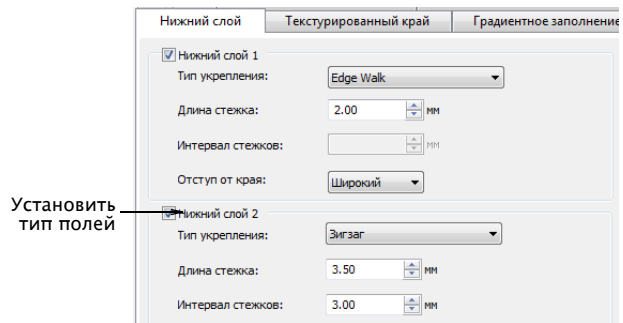 Нижний слой Текстурированный край Градиентное заполнение
Нижний слой 1
Тип укрепления: Edge Walk
Длина стежка: 2.00 мм
Интервал стежков: мм
Отступ от края: Широкий
Установить
тип полей
Нижний слой 2
Тип укрепления: Зигзаг
Длина стежка: 3.50 мм
Интервал стежков: 3.00 мм